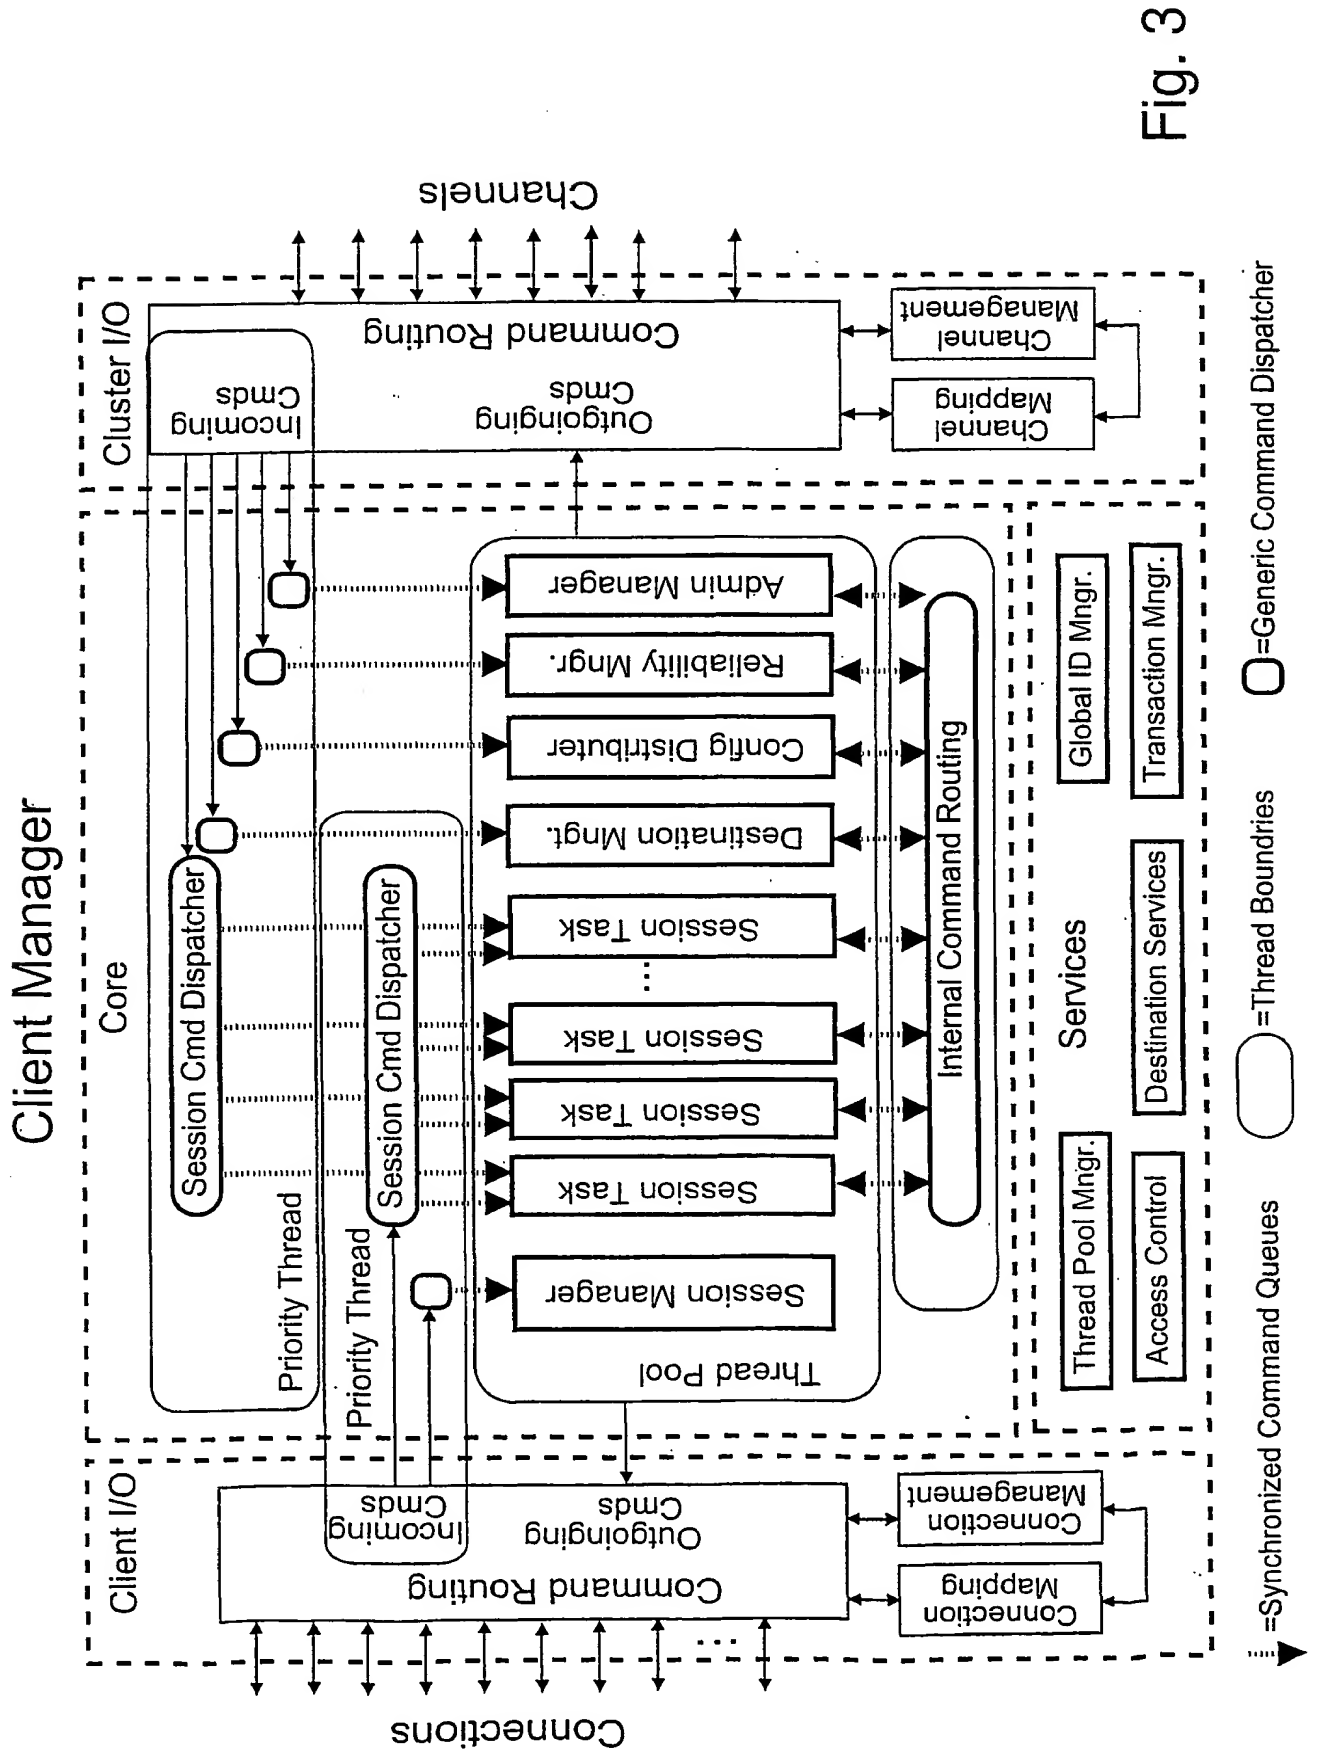 Client Manager
Client I/O
Core
Cluster I/O
Connections
Command Routing
Incoming
Cmds
Outgoinging
Cmds
Connection
Mapping
Connection
Management
Priority Thread
Session Cmd Dispatcher
Priority Thread
Session Cmd Dispatcher
Thread Pool
Session Manager
Session Task
Session Task
Session Task
...
Session Task
Destination Mngt.
Config Distributer
Reliability Mngr.
Admin Manager
Internal Command Routing
Incoming
Cmds
Outgoinging
Cmds
Command Routing
Channel
Mapping
Channel
Management
Channels
...
Services
Thread Pool Mngr.
Global ID Mngr.
Access Control
Destination Services
Transaction Mngr.
=Synchronized Command Queues
=Thread Boundries
=Generic Command Dispatcher
Fig. 3